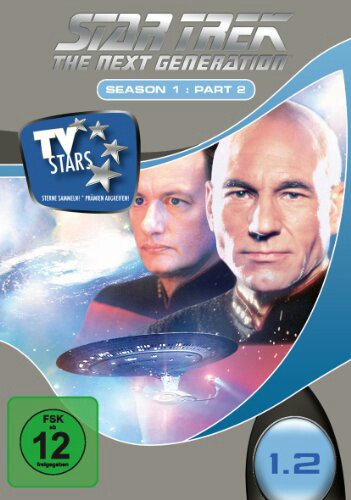 STAR TREK
THE NEXT GENERATION
SEASON 1 : PART 2
TV
STARS
STERNE SAMMELN! * PRÄMIEN ABGREIFEN!
FSK
ab
12
freigegeben
1.2